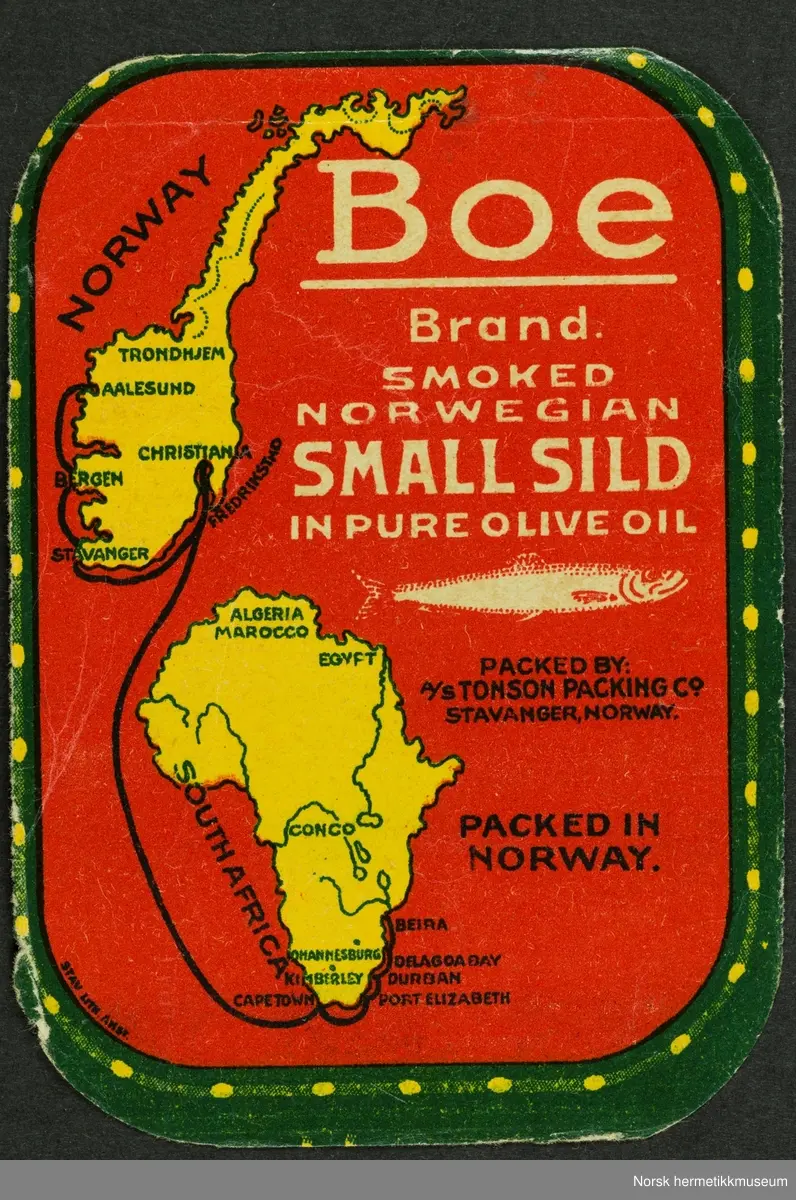 NORWAY
Boe
Brand.
SMOKED
NORWEGIAN
SMALL SILD
IN PURE OLIVE OIL
TRONDHJEM
AALESUND
CHRISTIANIA
BERGEN
FREDRIKSTAD
STAVANGER
ALGERIA
MAROCCO
EGYPT
PACKED BY:
A/S TONSON PACKING Co
STAVANGER, NORWAY.
SOUTH AFRICA
CONCO
PACKED IN
NORWAY.
BEIRA
JOHANNESBURG
DELAGOA BAY
KIMBERLEY
DURBAN
CAPETOWN
PORT ELIZABETH
STAV. LITH. ANST.
Norsk hermetikkmuseum